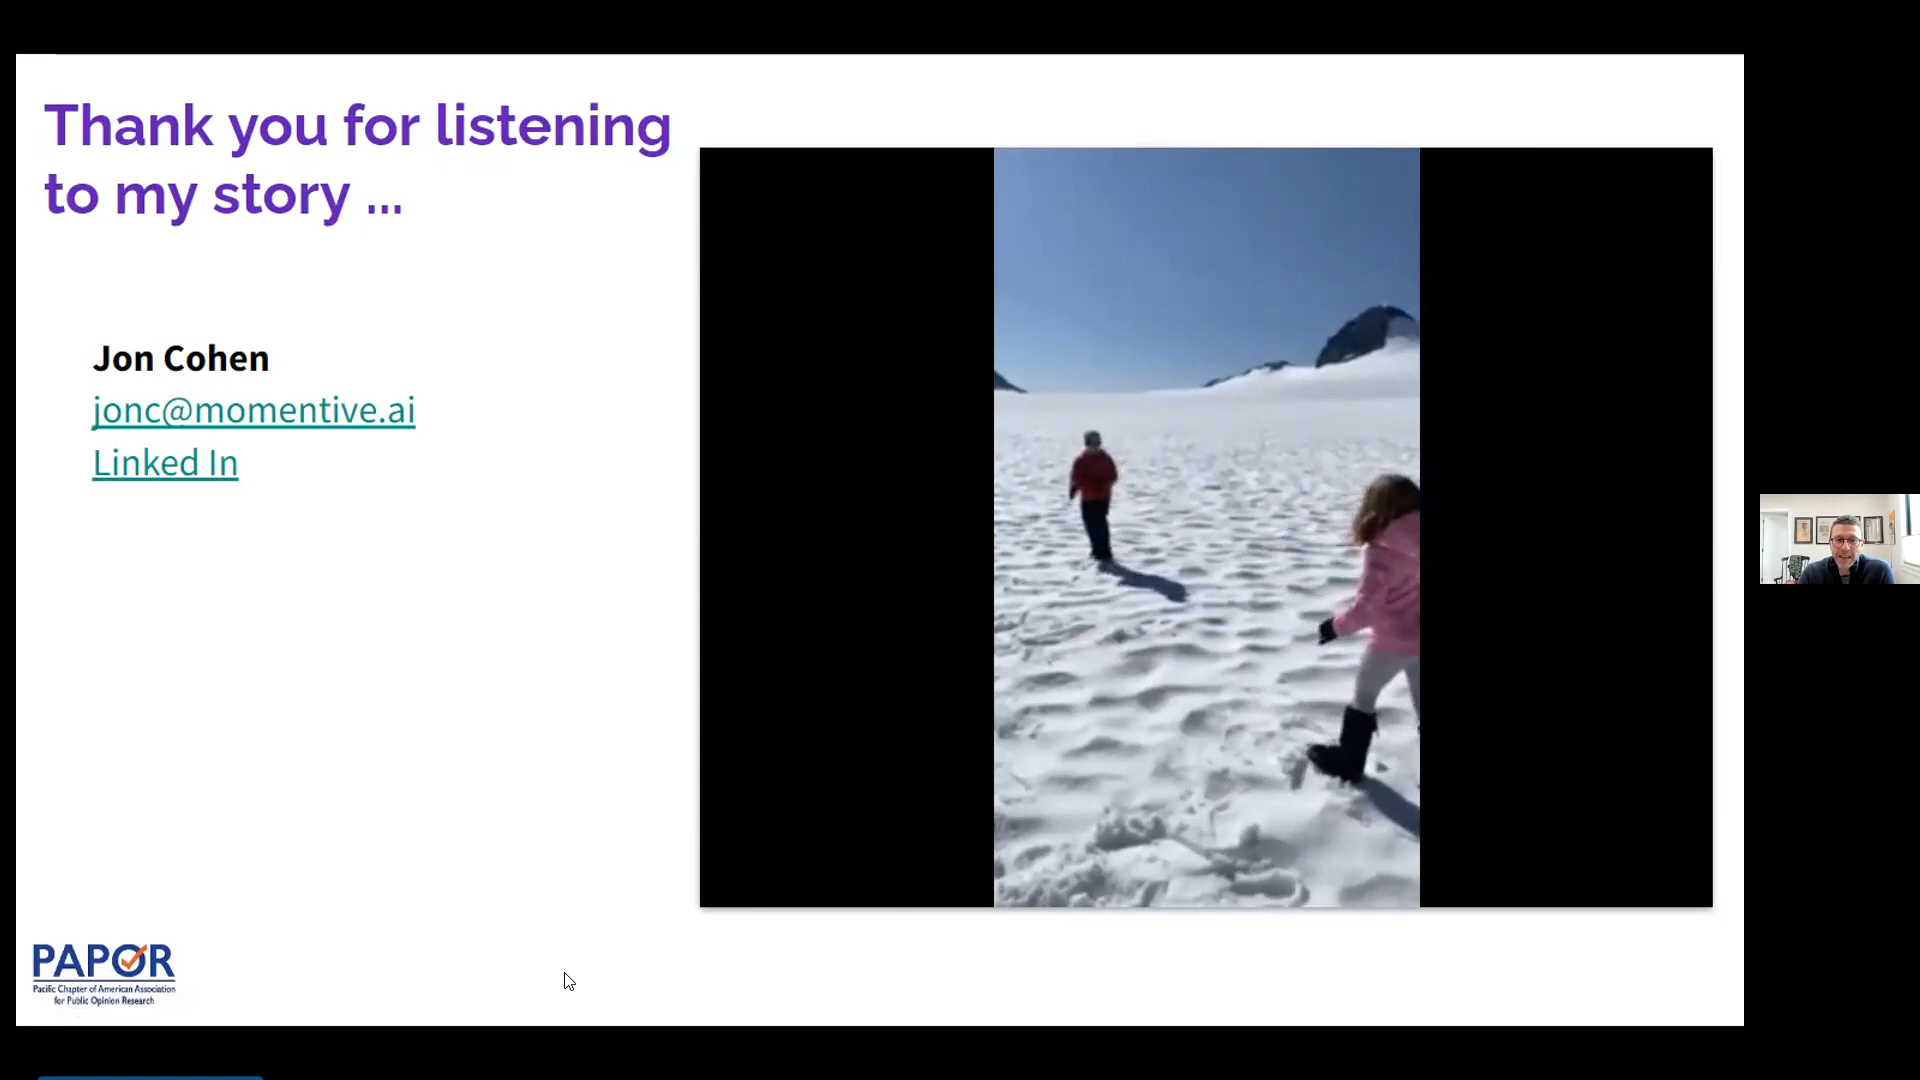 Thank you for listening
to my story ...
Jon Cohen
jonc@momentive.ai
Linked In
PAPOR
Pacific Chapter of American Association
for Public Opinion Research